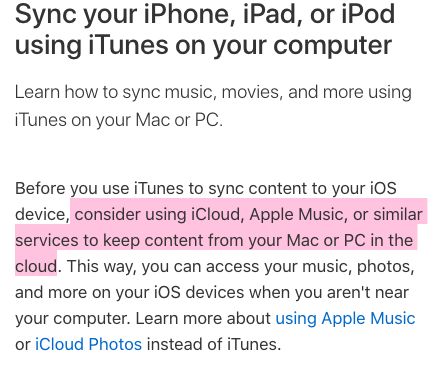 Sync your iPhone, iPad, or iPod
using iTunes on your computer
Learn how to sync music, movies, and more using
iTunes on your Mac or PC.
Before you use iTunes to sync content to your iOS
device, consider using iCloud, Apple Music, or similar
services to keep content from your Mac or PC in the
cloud. This way, you can access your music, photos,
and more on your iOS devices when you aren't near
your computer. Learn more about using Apple Music
or iCloud Photos instead of iTunes.